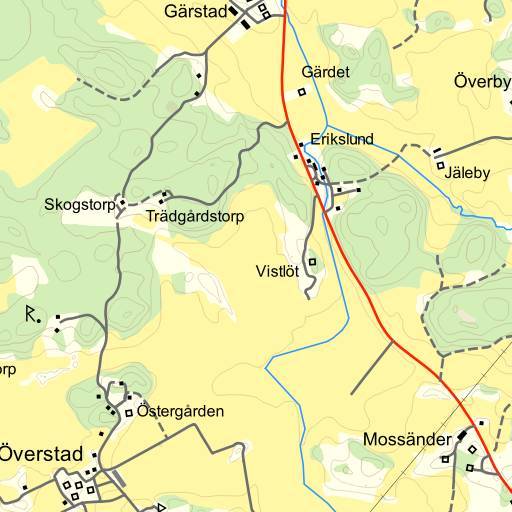 Gärstad
Gärdet
Överby
Erikslund
Jäleby
Skogstorp
Trädgårdstorp
Vistlöt
R.
orp
Östergården
Mossänder
Överstad